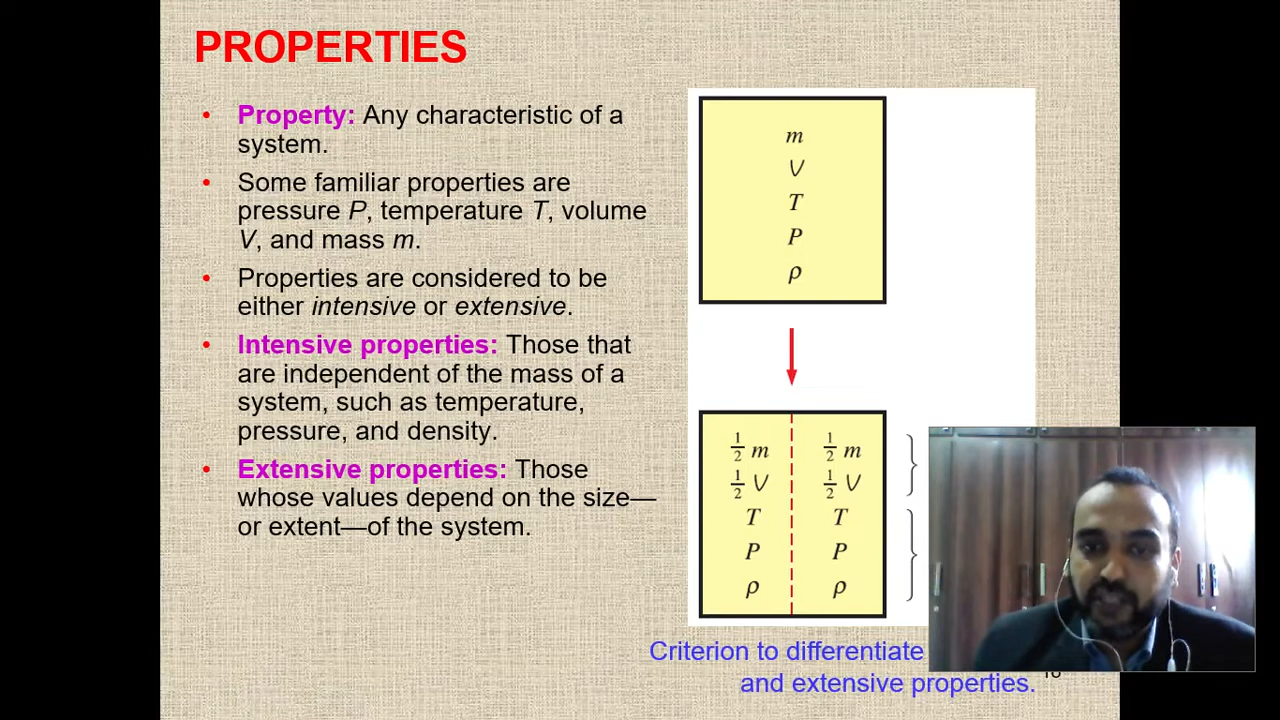 PROPERTIES
• Property: Any characteristic of a
system.
• Some familiar properties are
pressure P, temperature T, volume
V, and mass m.
• Properties are considered to be
either intensive or extensive.
• Intensive properties: Those that
are independent of the mass of a
system, such as temperature,
pressure, and density.
• Extensive properties: Those
whose values depend on the size—
or extent—of the system.
m
V
T
P
ρ
1/2 m 1/2 m
1/2 V 1/2 V
T T
P P
ρ ρ
Criterion to differentiate
and extensive properties.